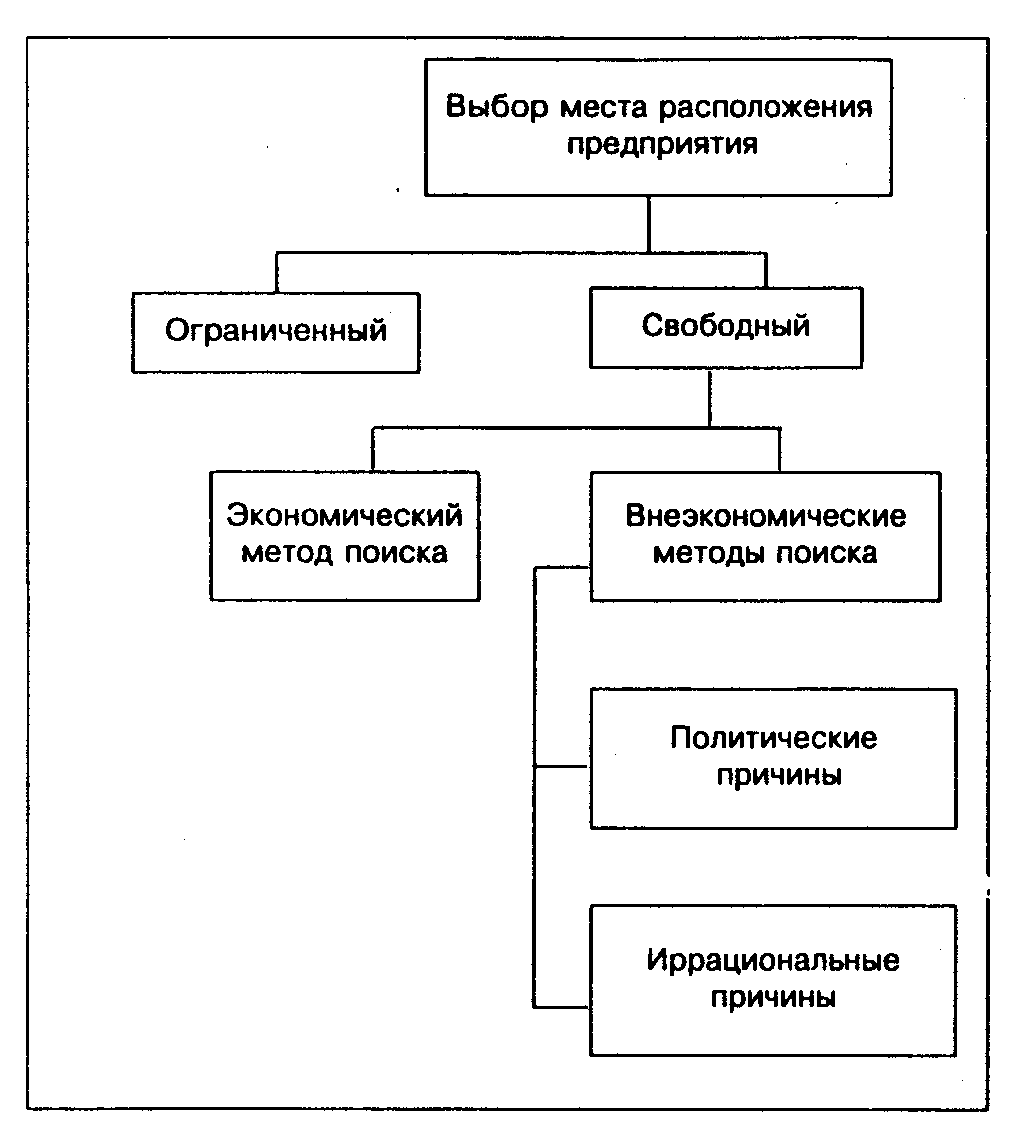 Выбор места расположения
предприятия
Ограниченный
Свободный
Экономический
метод поиска
Внеэкономические
методы поиска
Политические
причины
Иррациональные
причины